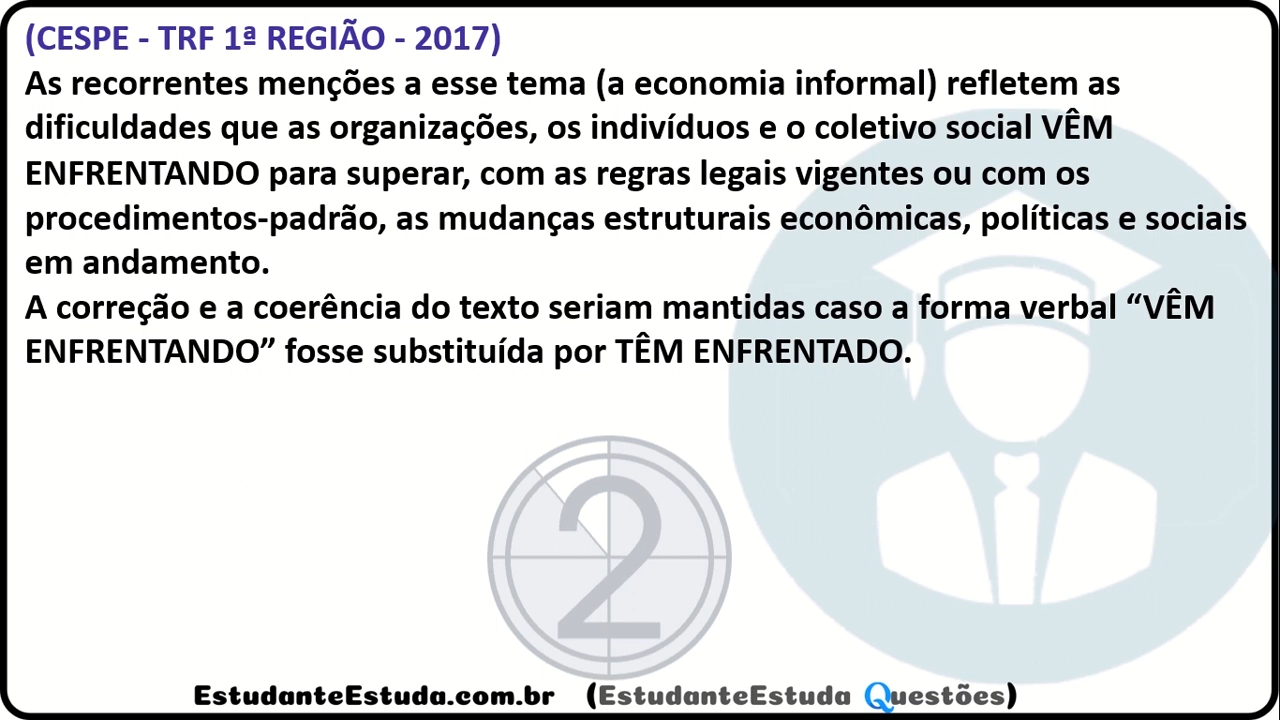 (CESPE - TRF 1ª REGIÃO - 2017)
As recorrentes menções a esse tema (a economia informal) refletem as
dificuldades que as organizações, os indivíduos e o coletivo social VÊM
ENFRENTANDO para superar, com as regras legais vigentes ou com os
procedimentos-padrão, as mudanças estruturais econômicas, políticas e sociais
em andamento.
A correção e a coerência do texto seriam mantidas caso a forma verbal “VÊM
ENFRENTANDO” fosse substituída por TÊM ENFRENTADO.
2
EstudanteEstuda.com.br (EstudanteEstuda Questões)